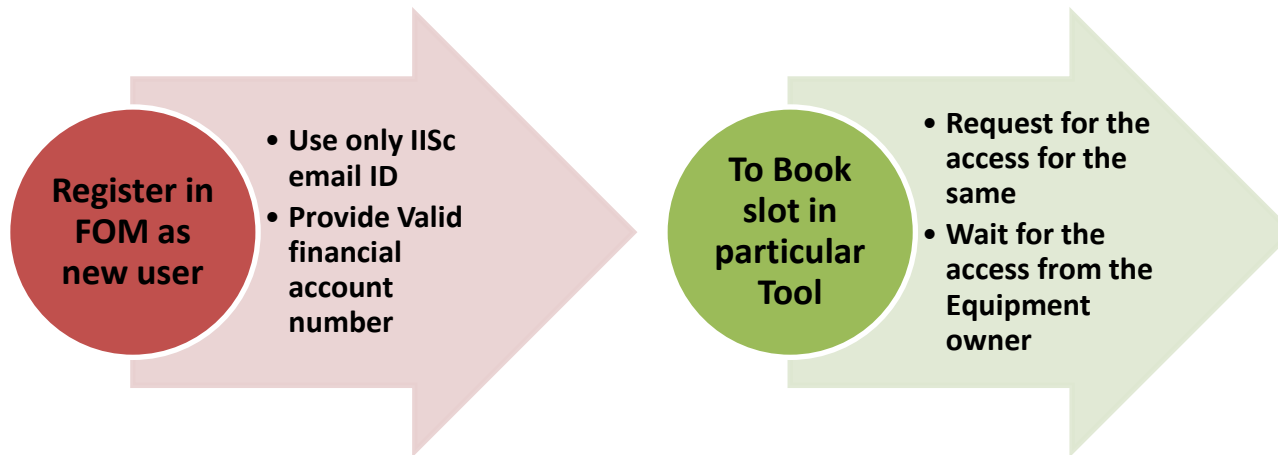 Register in
FOM as
new user
• Use only IISc
email ID
• Provide Valid
financial
account
number
To Book
slot in
particular
Tool
• Request for the
access for the
same
• Wait for the
access from the
Equipment
owner